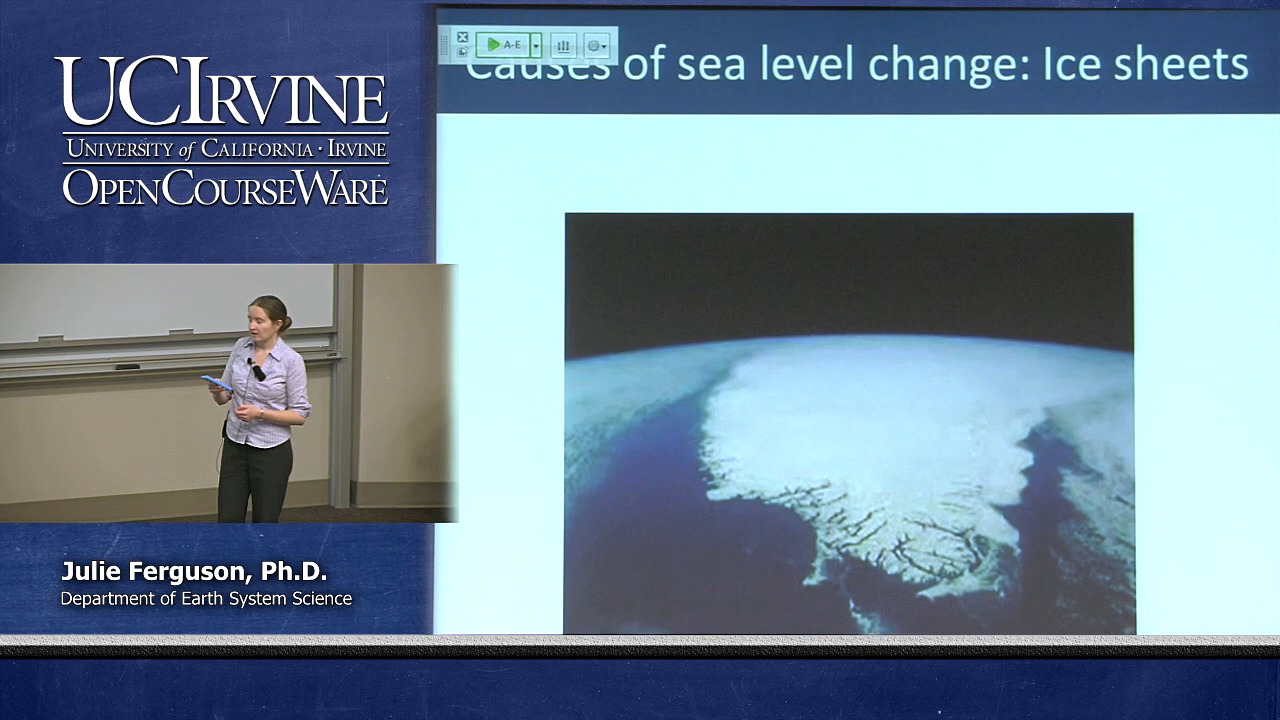 UCIRVINE
UNIVERSITY of CALIFORNIA · IRVINE
OPENCOURSEWARE
A-E
Causes of sea level change: Ice sheets
Julie Ferguson, Ph.D.
Department of Earth System Science